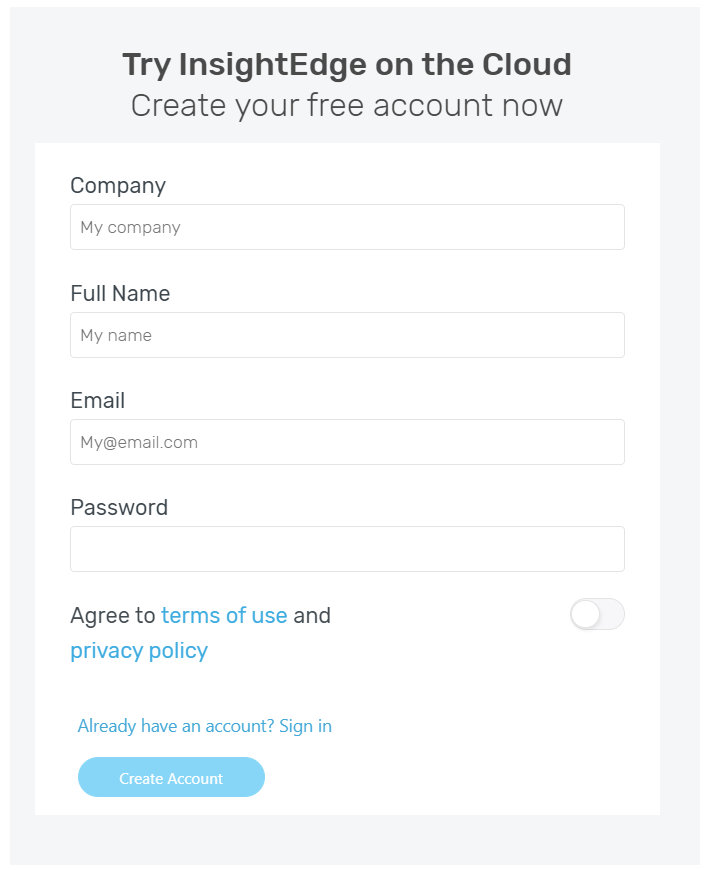 Try InsightEdge on the Cloud
Create your free account now
Company
My company
Full Name
My name
Email
My@email.com
Password
Agree to terms of use and
privacy policy
Already have an account? Sign in
Create Account